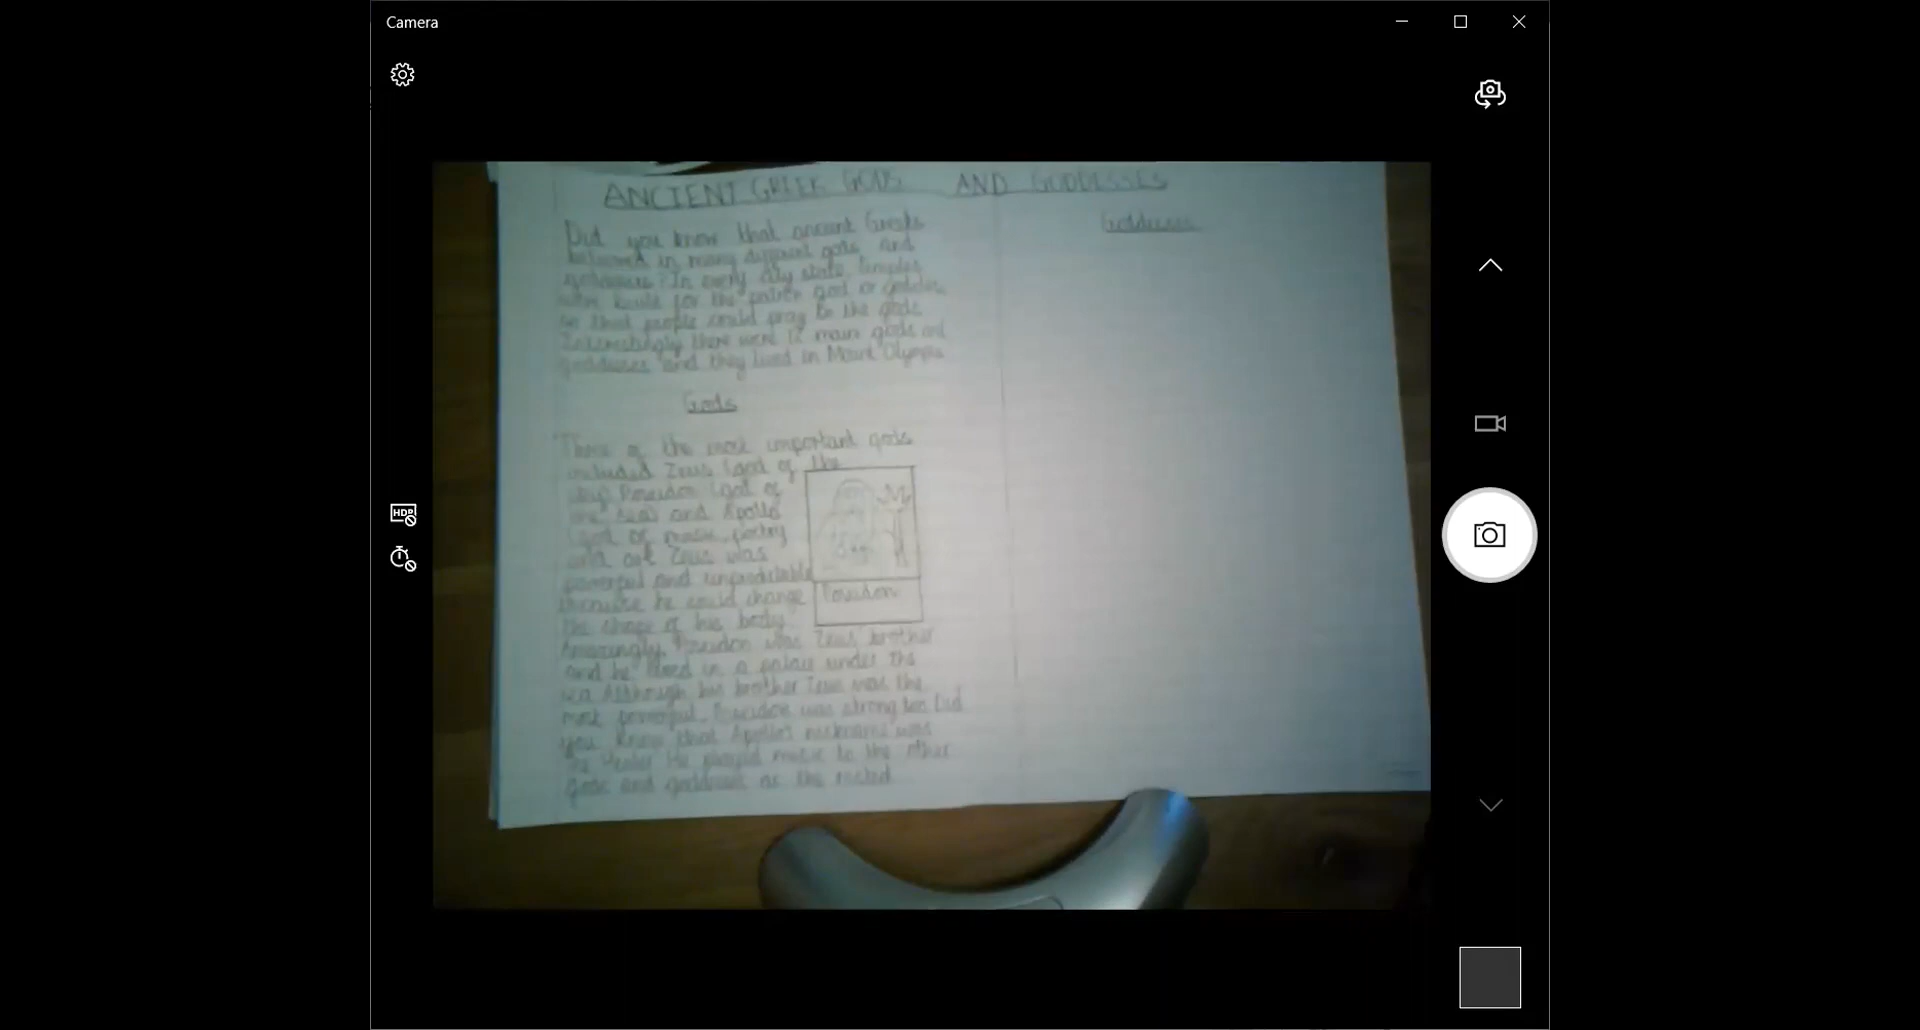 Camera
ANCIENT GREEK GODS AND GODDESSES
Did you know that ancient Greeks
believed in many different gods and
goddesses. In every city state temples
were built for the patron god or goddess
so that people could pray to the gods.
Interestingly there were 12 main gods and
goddesses and they lived in Mount Olympus
Gods
Three of the most important gods
included Zeus (god of the
sky) Poseidon (god of
the sea) and Apollo
(god of music, poetry
and art Zeus was
powerful and unpredictable
because he could change
the shape of his body.
Amazingly, Poseidon was Zeus' brother
and he lived in a palace under the
sea Although his brother Zeus was the
most powerful, Poseidon was strong too Did
you know that Apollo's nickname was
He played music to the other
gods and goddesses as the
Poseidon
Goddesses
HDR